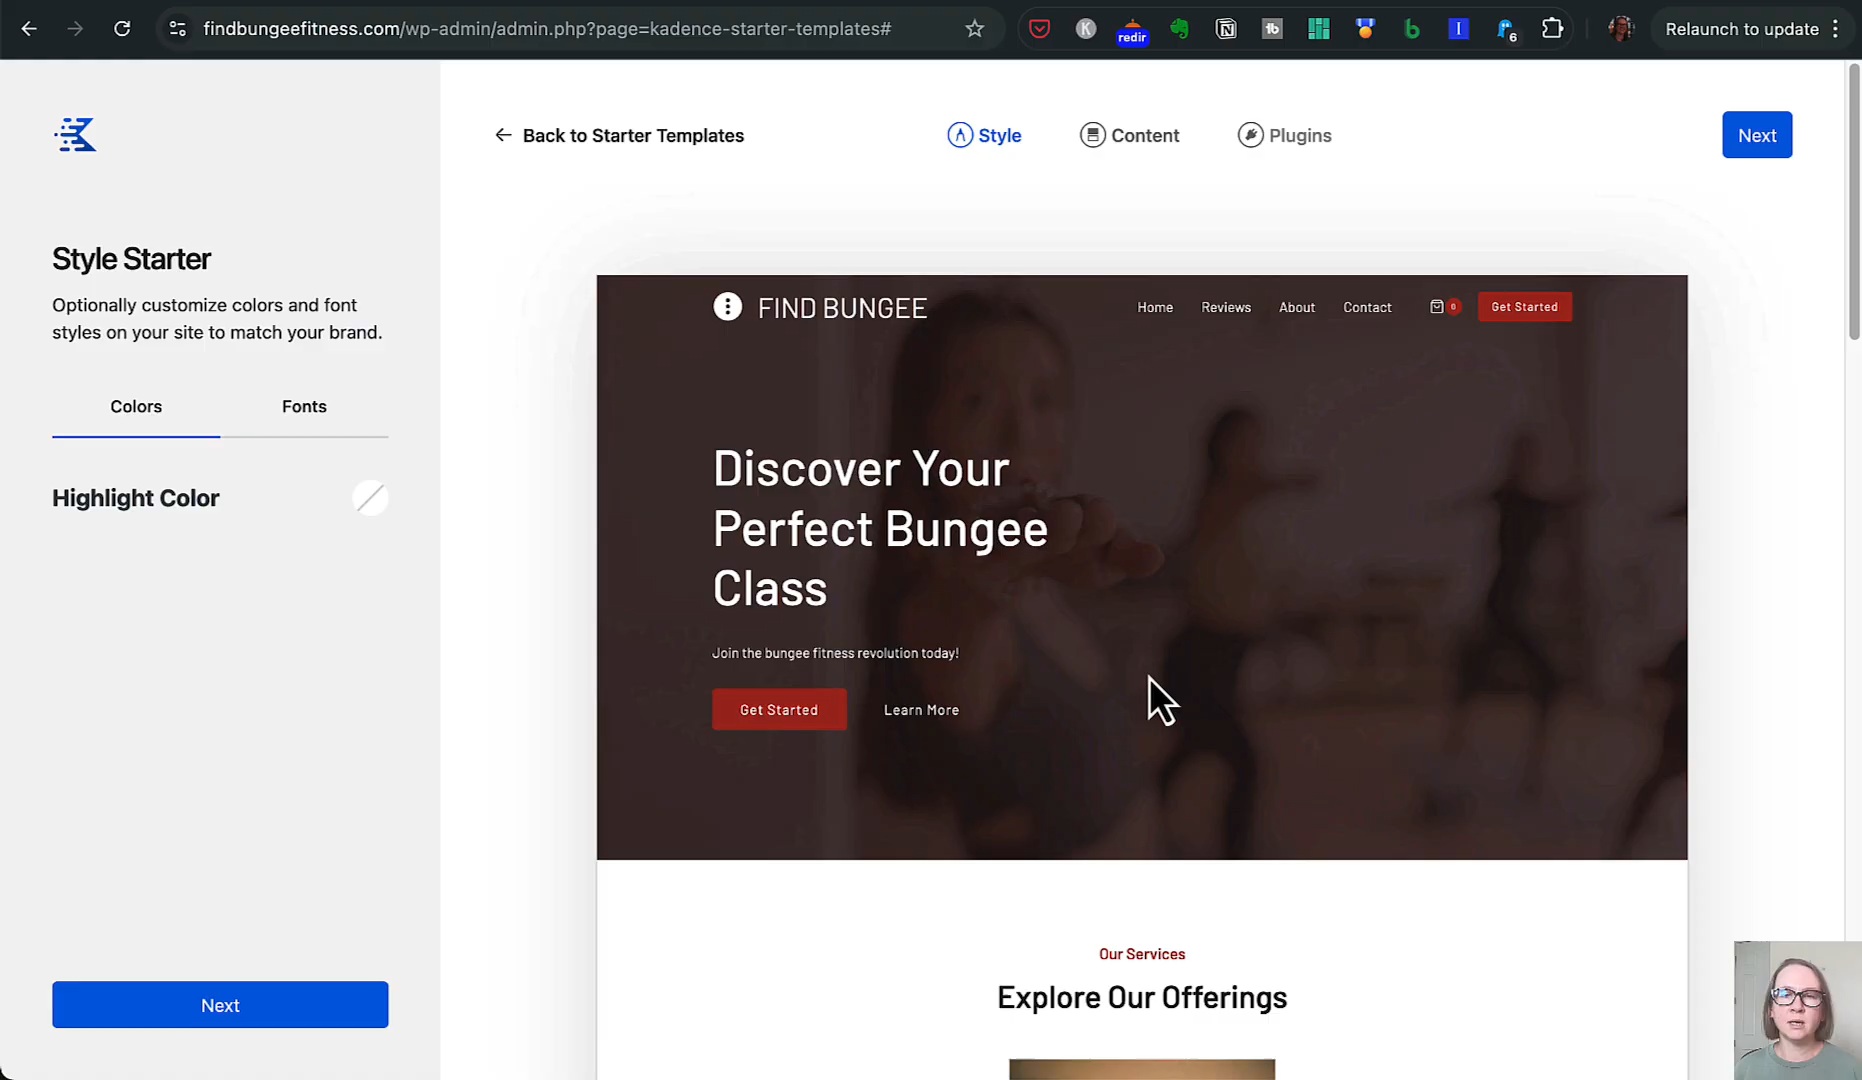 findbungeefitness.com/wp-admin/admin.php?page=kadence-starter-templates#
K
redir
tb
b
I
6
Relaunch to update
Back to Starter Templates
Style
Content
Plugins
Next
Style Starter
Optionally customize colors and font
styles on your site to match your brand.
Colors
Fonts
Highlight Color
Next
FIND BUNGEE
Home
Reviews
About
Contact
0
Get Started
Discover Your
Perfect Bungee
Class
Join the bungee fitness revolution today!
Get Started
Learn More
Our Services
Explore Our Offerings